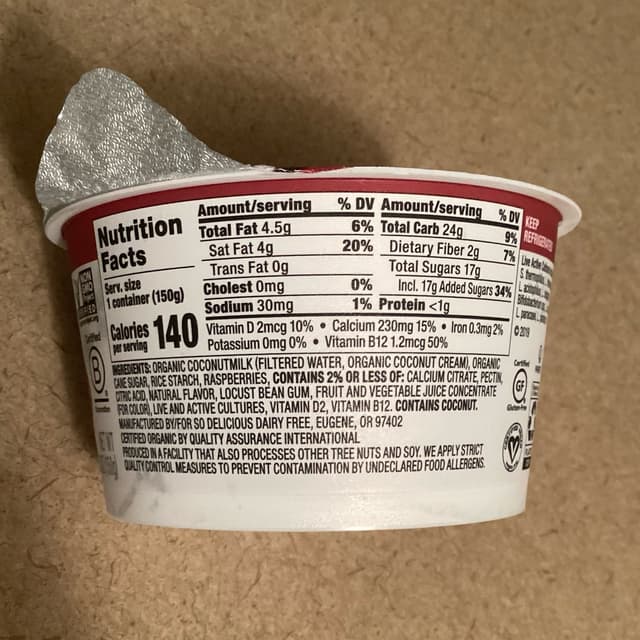 Nutrition
Facts
Serv. size
1 container (150g)
Calories 140
per serving
Amount/serving % DV
Total Fat 4.5g 6%
Sat Fat 4g 20%
Trans Fat 0g
Cholest 0mg 0%
Sodium 30mg 1%
Amount/serving % DV
Total Carb 24g 9%
Dietary Fiber 2g 7%
Total Sugars 17g
Incl. 17g Added Sugars 34%
Protein <1g
Vitamin D 2mcg 10% • Calcium 230mg 15% • Iron 0.3mg 2%
Potassium 0mg 0% • Vitamin B12 1.2mcg 50%
INGREDIENTS: ORGANIC COCONUTMILK (FILTERED WATER, ORGANIC COCONUT CREAM), ORGANIC
CANE SUGAR, RICE STARCH, RASPBERRIES, CONTAINS 2% OR LESS OF: CALCIUM CITRATE, PECTIN,
CITRIC ACID, NATURAL FLAVOR, LOCUST BEAN GUM, FRUIT AND VEGETABLE JUICE CONCENTRATE
(FOR COLOR), LIVE AND ACTIVE CULTURES, VITAMIN D2, VITAMIN B12. CONTAINS COCONUT.
MANUFACTURED BY/FOR SO DELICIOUS DAIRY FREE, EUGENE, OR 97402
CERTIFIED ORGANIC BY QUALITY ASSURANCE INTERNATIONAL
PRODUCED IN A FACILITY THAT ALSO PROCESSES OTHER TREE NUTS AND SOY. WE APPLY STRICT
QUALITY CONTROL MEASURES TO PREVENT CONTAMINATION BY UNDECLARED FOOD ALLERGENS.
KEEP
REFRIGERATED
Live Active
© 2019
Certified
GF
Gluten-Free
Certified
B